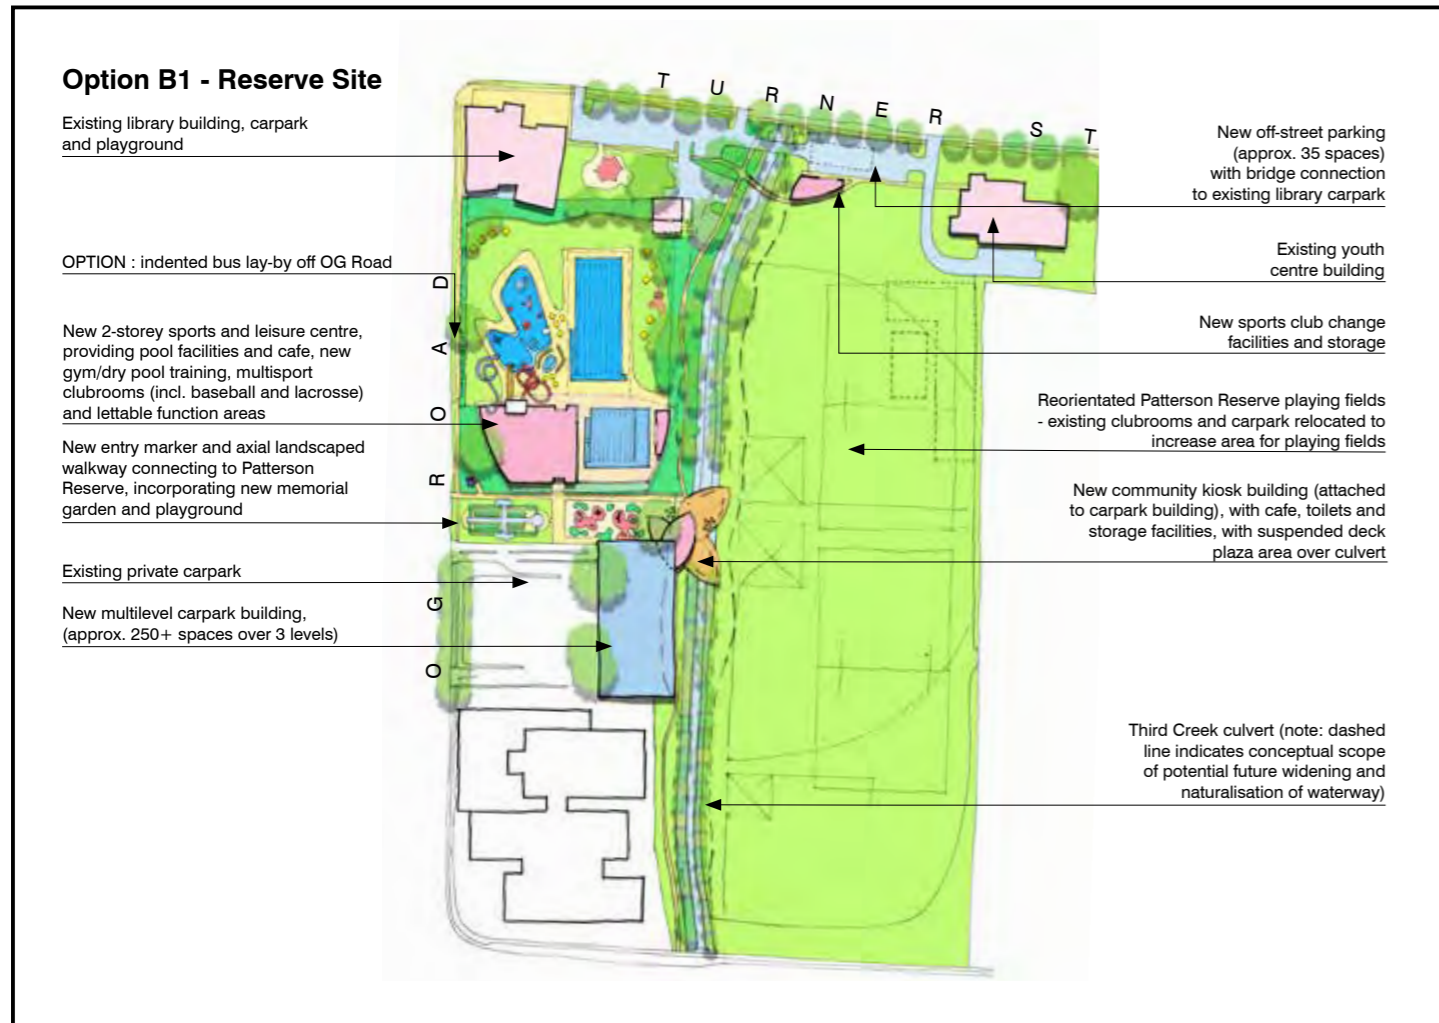 Option B1 - Reserve Site
Existing library building, carpark
and playground
OPTION : indented bus lay-by off OG Road
New 2-storey sports and leisure centre,
providing pool facilities and cafe, new
gym/dry pool training, multisport
clubrooms (incl. baseball and lacrosse)
and lettable function areas
New entry marker and axial landscaped
walkway connecting to Patterson
Reserve, incorporating new memorial
garden and playground
Existing private carpark
New multilevel carpark building,
(approx. 250+ spaces over 3 levels)
OG ROAD
TURNER ST
New off-street parking
(approx. 35 spaces)
with bridge connection
to existing library carpark
Existing youth
centre building
New sports club change
facilities and storage
Reorientated Patterson Reserve playing fields
- existing clubrooms and carpark relocated to
increase area for playing fields
New community kiosk building (attached
to carpark building), with cafe, toilets and
storage facilities, with suspended deck
plaza area over culvert
Third Creek culvert (note: dashed
line indicates conceptual scope
of potential future widening and
naturalisation of waterway)